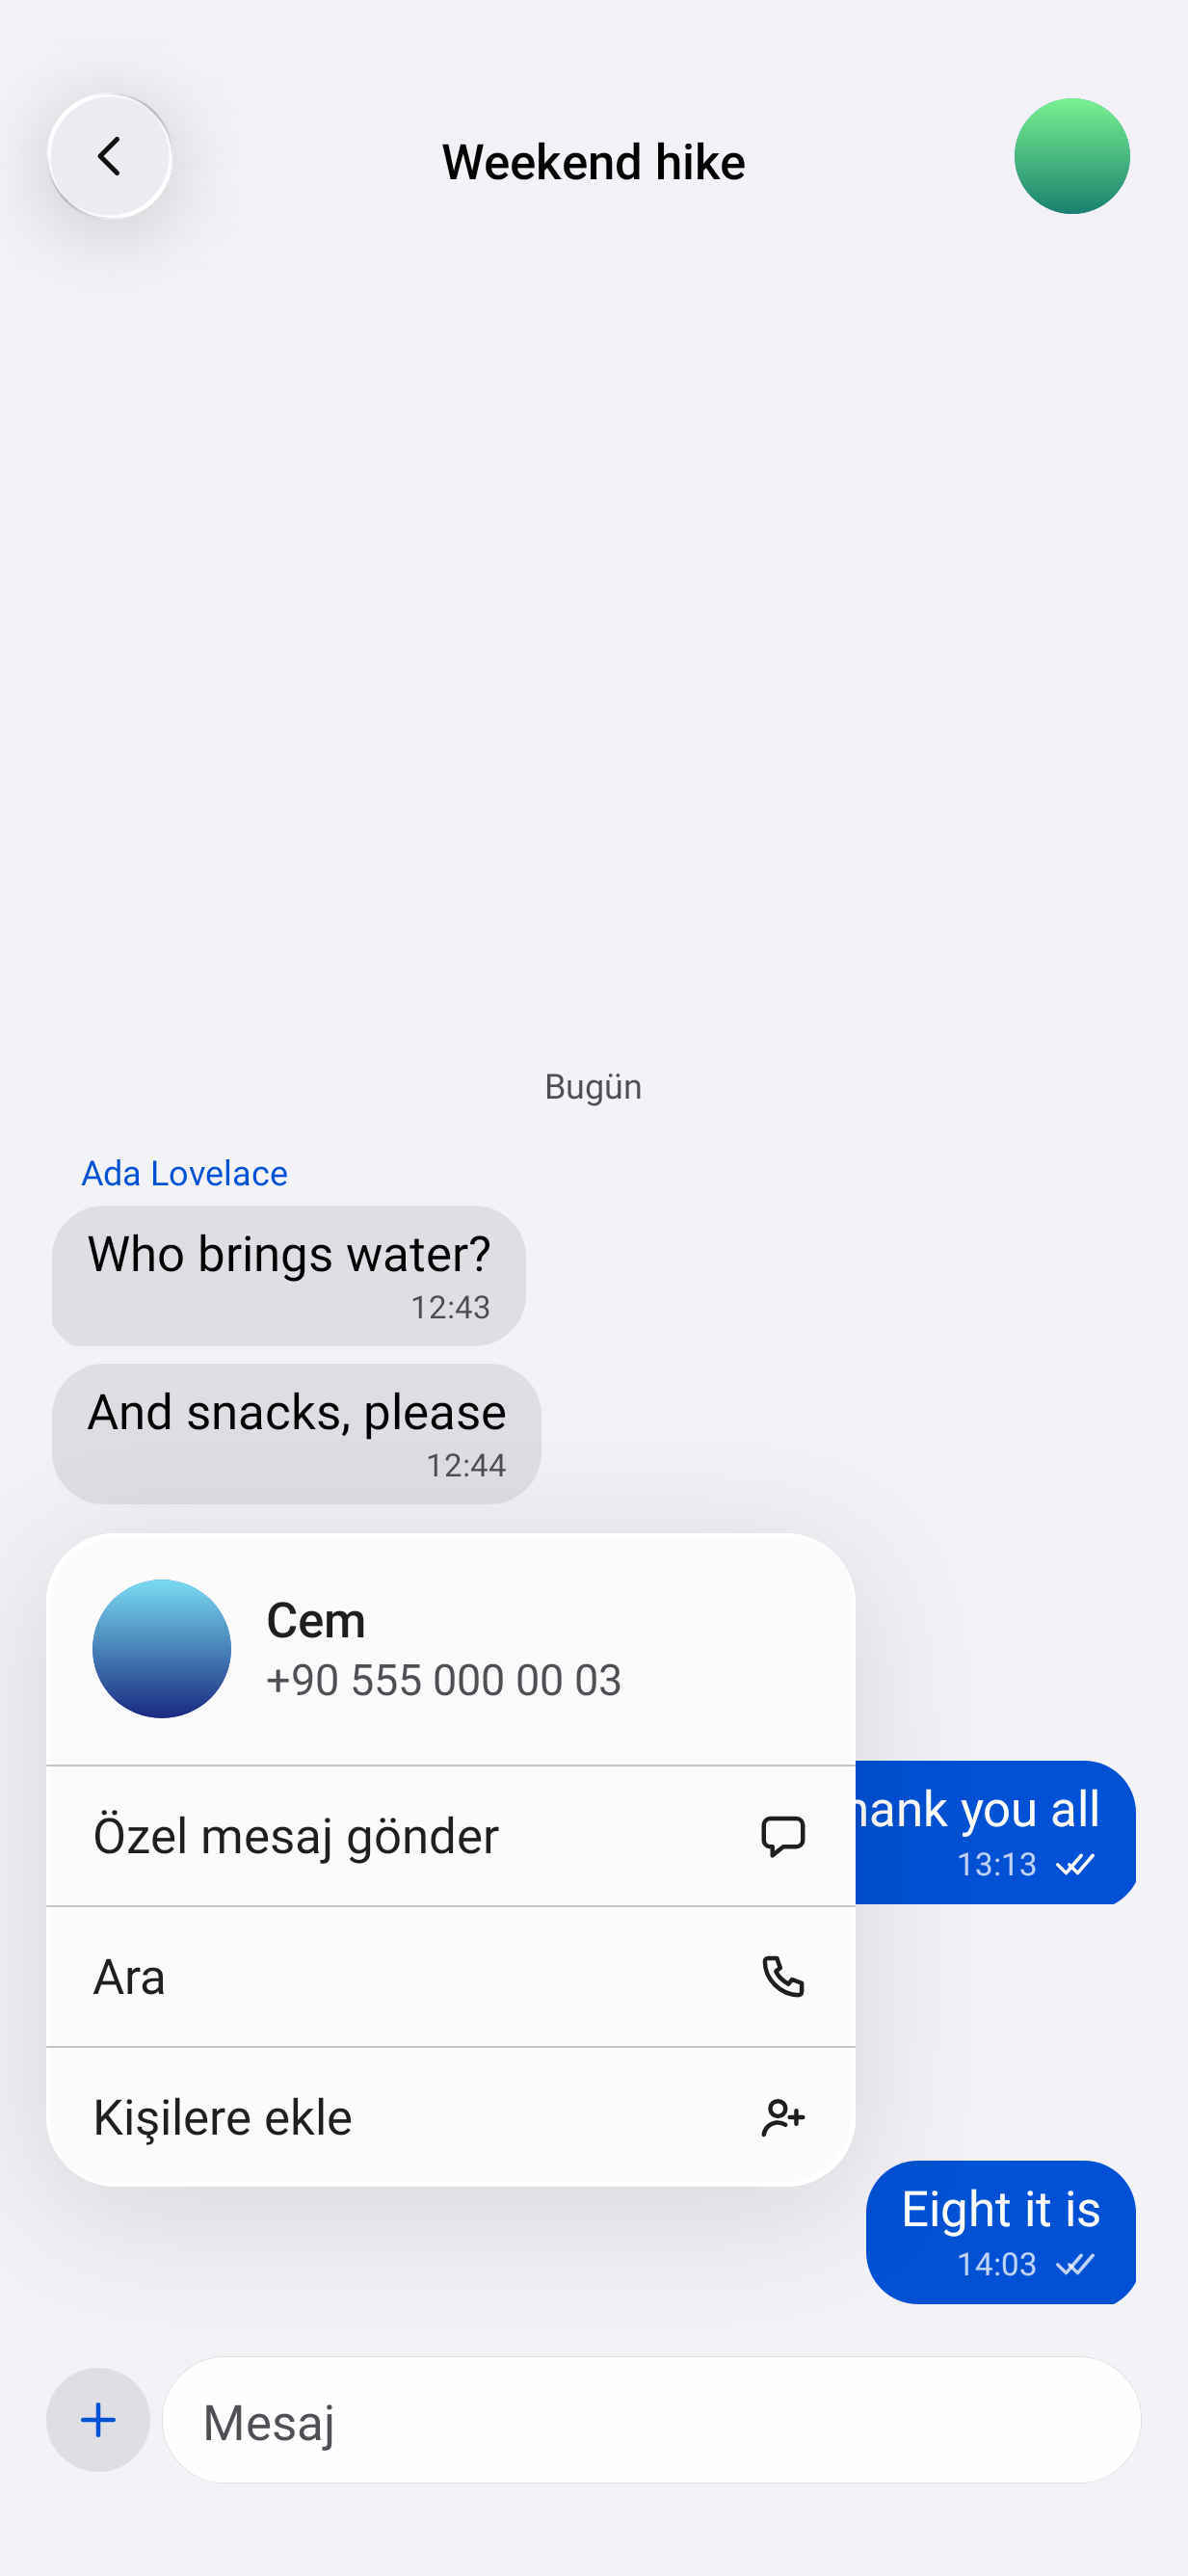 Weekend hike
Bugün
Ada Lovelace
Who brings water?
12:43
And snacks, please
12:44
Cem
+90 555 000 00 03
Özel mesaj gönder
you all
13:13
Ara
Kişilere ekle
Eight it is
14:03
Mesaj